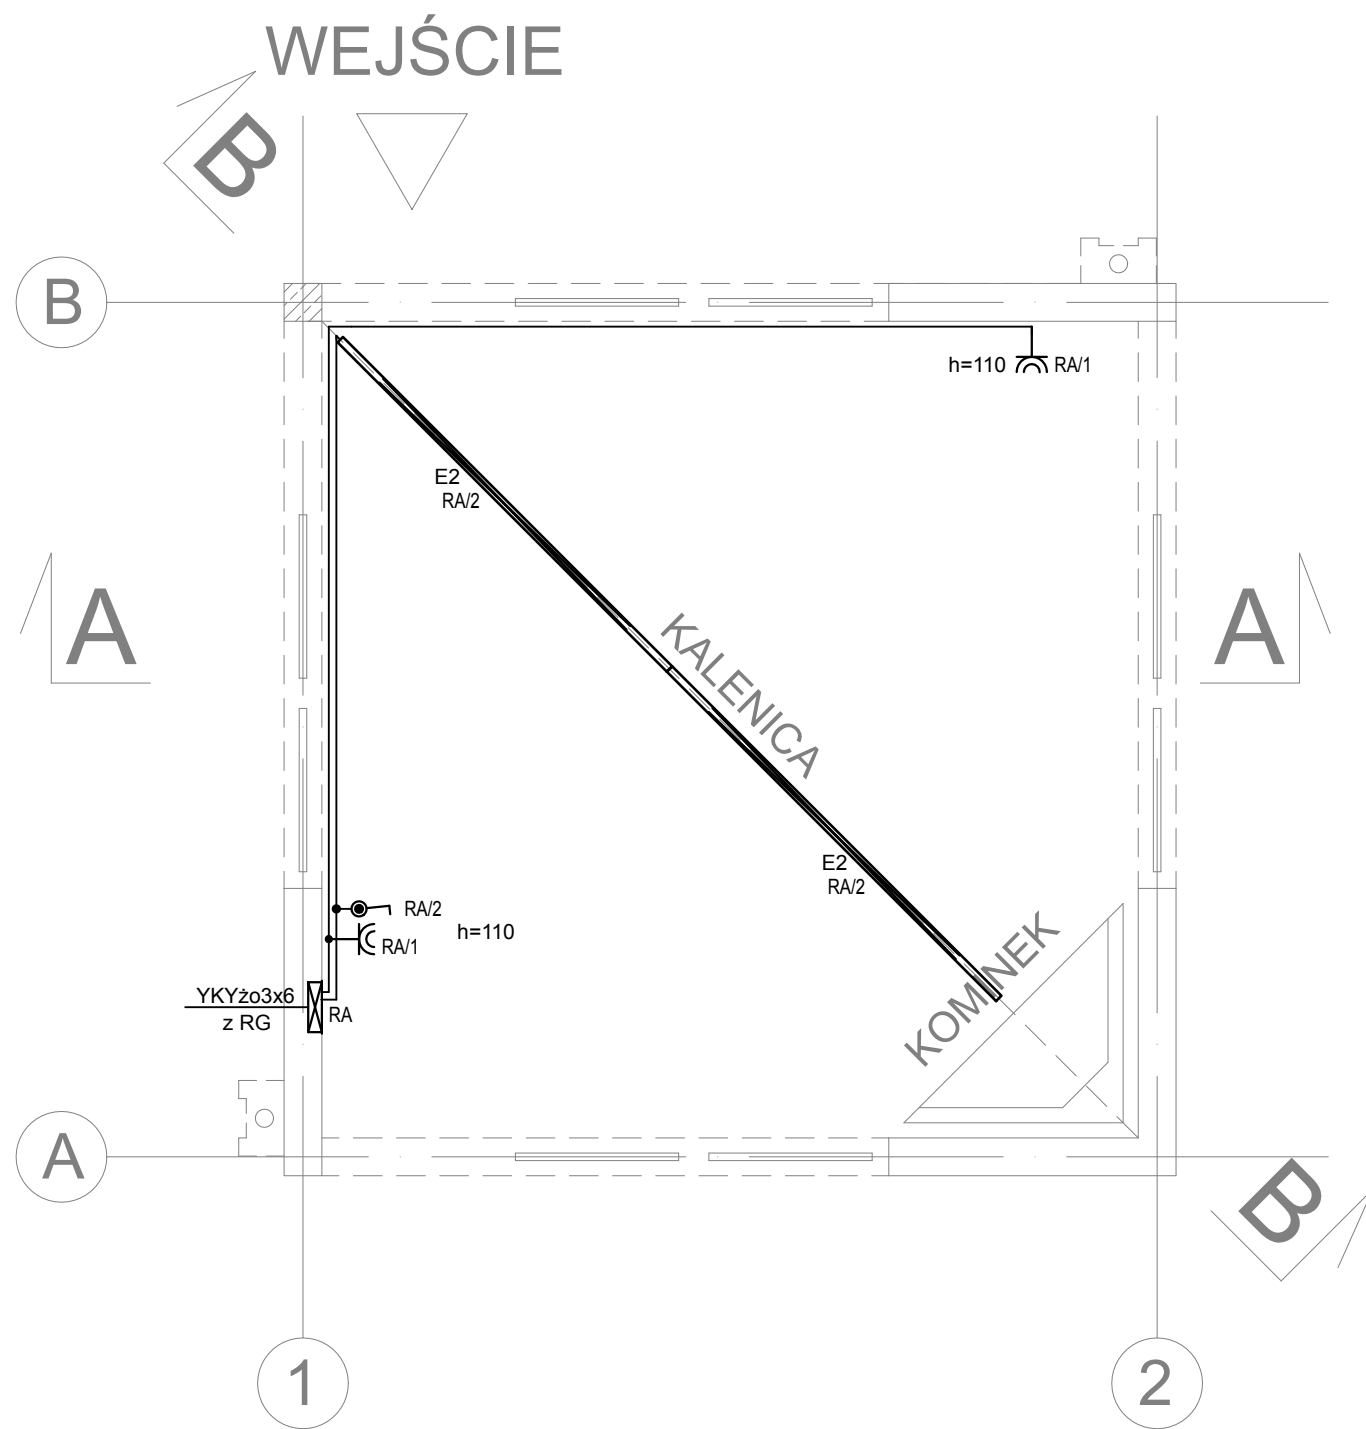 WEJŚCIE
B
B
h=110 RA/1
E2
RA/2
A
A
KALENICA
E2
RA/2
RA/2
h=110
RA/1
KOMINEK
YKYżo3x6
z RG
RA
A
B
1
2